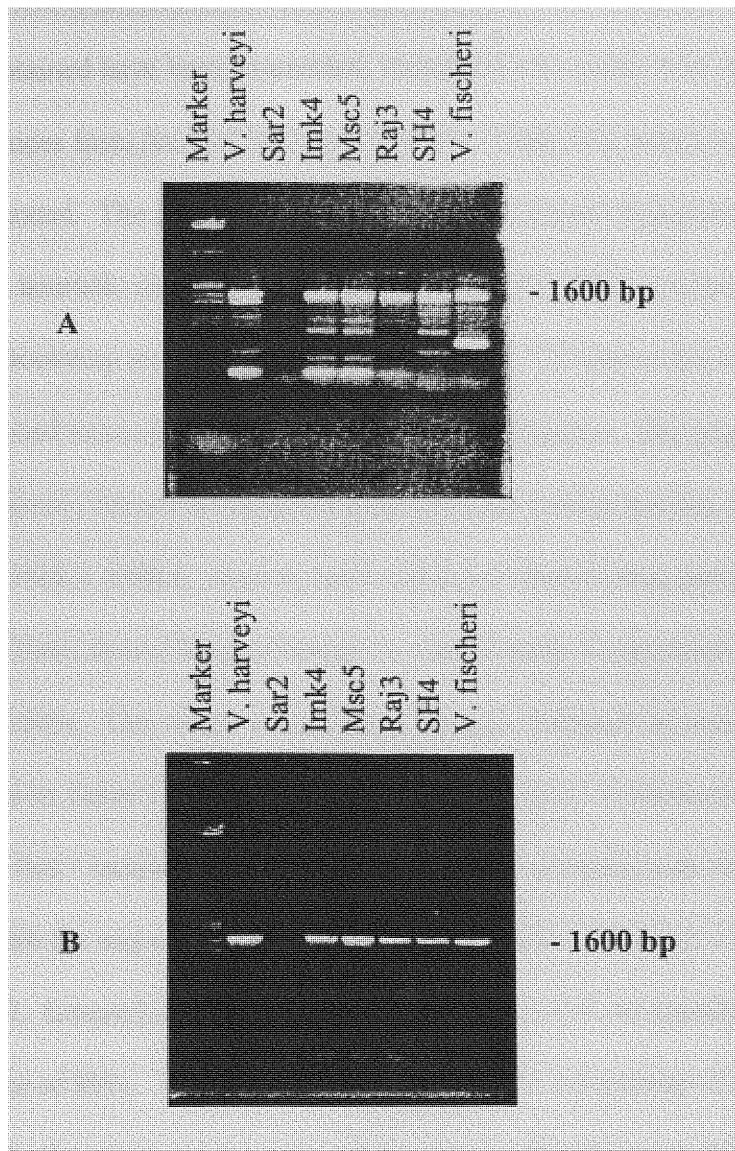 Marker
V. harveyi
Sar2
Imk4
Msc5
Raj3
SH4
V. fischeri
A
- 1600 bp
Marker
V. harveyi
Sar2
Imk4
Msc5
Raj3
SH4
V. fischeri
B
- 1600 bp